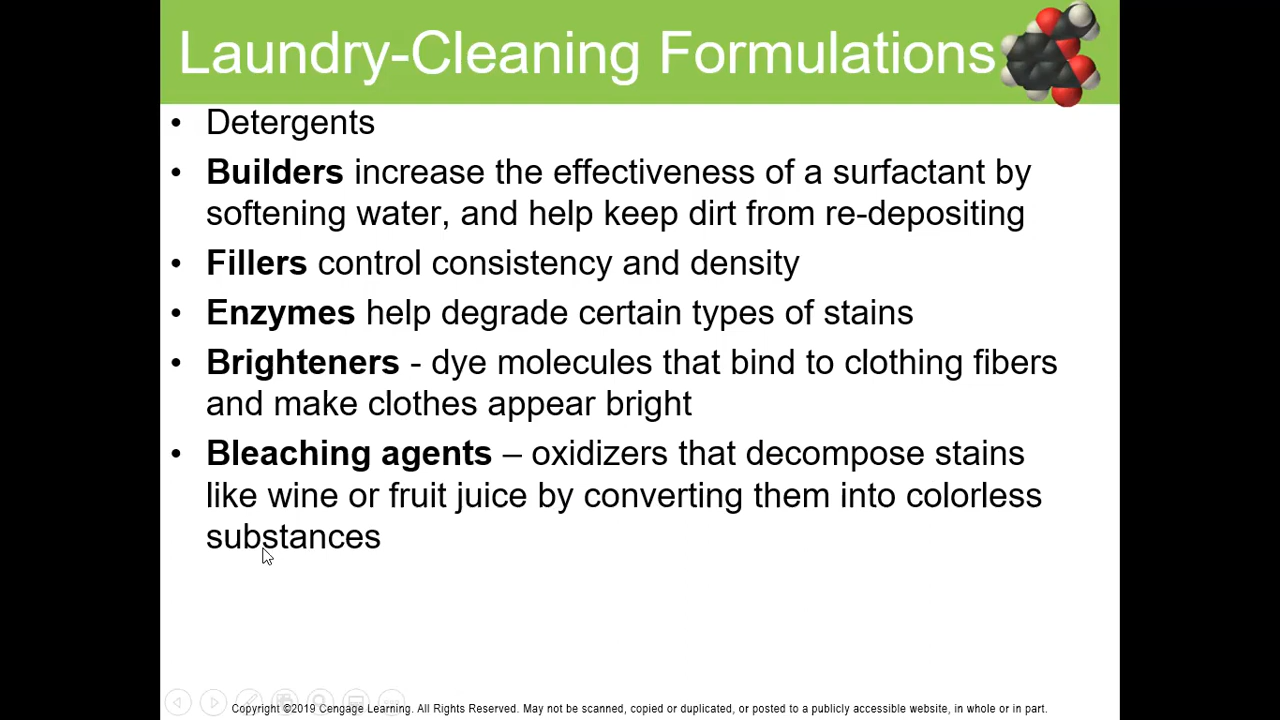 Laundry-Cleaning Formulations
• Detergents
• Builders increase the effectiveness of a surfactant by
softening water, and help keep dirt from re-depositing
• Fillers control consistency and density
• Enzymes help degrade certain types of stains
• Brighteners - dye molecules that bind to clothing fibers
and make clothes appear bright
• Bleaching agents – oxidizers that decompose stains
like wine or fruit juice by converting them into colorless
substances
Copyright ©2019 Cengage Learning. All Rights Reserved. May not be scanned, copied or duplicated, or posted to a publicly accessible website, in whole or in part.